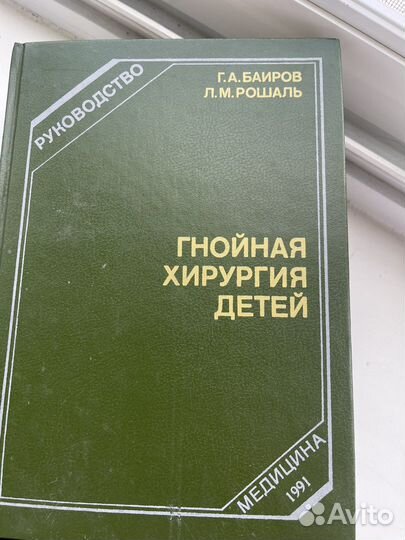 РУКОВОДСТВО
Г.А.БАИРОВ
Л.М.РОШАЛЬ
ГНОЙНАЯ
ХИРУРГИЯ
ДЕТЕЙ
МЕДИЦИНА
1991
Avito